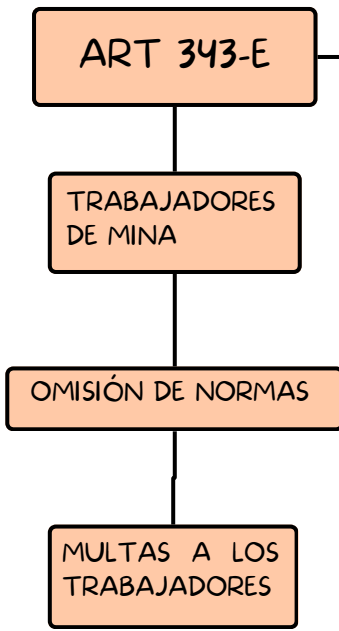 ART 343-E
TRABAJADORES
DE MINA
OMISIÓN DE NORMAS
MULTAS A LOS
TRABAJADORES